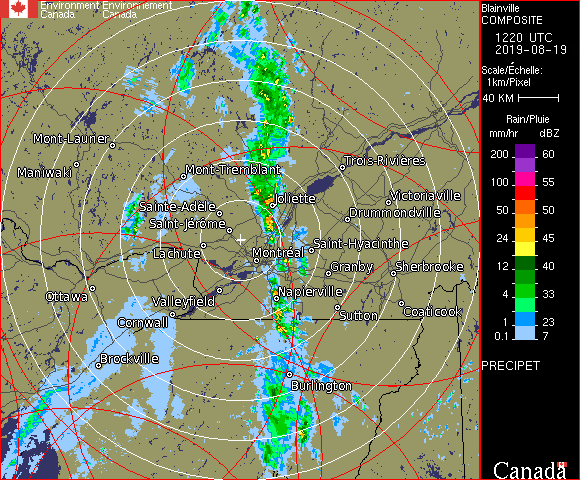 Environment Environnement
Canada Canada
Mont-Laurier
Maniwaki
Mont-Tremblant
Trois-Rivières
Joliette
Victoriaville
Sainte-Adèle
Drummondville
Saint-Jérôme
Saint-Hyacinthe
Lachute
Montréal
Granby
Sherbrooke
Ottawa
Valleyfield
Napierville
Coaticook
Cornwall
Sutton
Brockville
Burlington
Blainville
COMPOSITE
1220 UTC
2019-08-19
Scale/Échelle:
1km/Pixel
40 KM
Rain/Pluie
mm/hr dBZ
200 60
150 57
100 55
50 50
24 45
12 40
4 33
1 23
0.1 7
PRECIPET
Canada